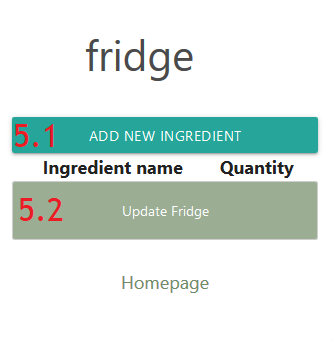 fridge
5.1 ADD NEW INGREDIENT
Ingredient name Quantity
5.2 Update Fridge
Homepage